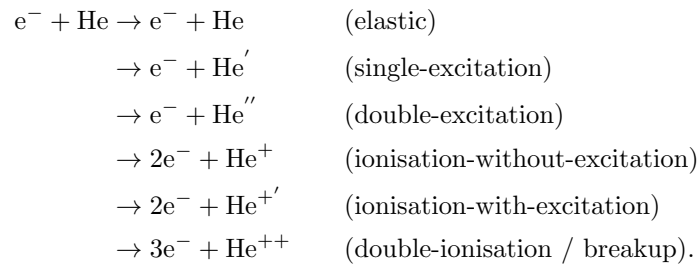 e⁻ + He → e⁻ + He (elastic)
→ e⁻ + He′ (single-excitation)
→ e⁻ + He′′ (double-excitation)
→ 2e⁻ + He⁺ (ionisation-without-excitation)
→ 2e⁻ + He⁺′ (ionisation-with-excitation)
→ 3e⁻ + He⁺⁺ (double-ionisation / breakup).